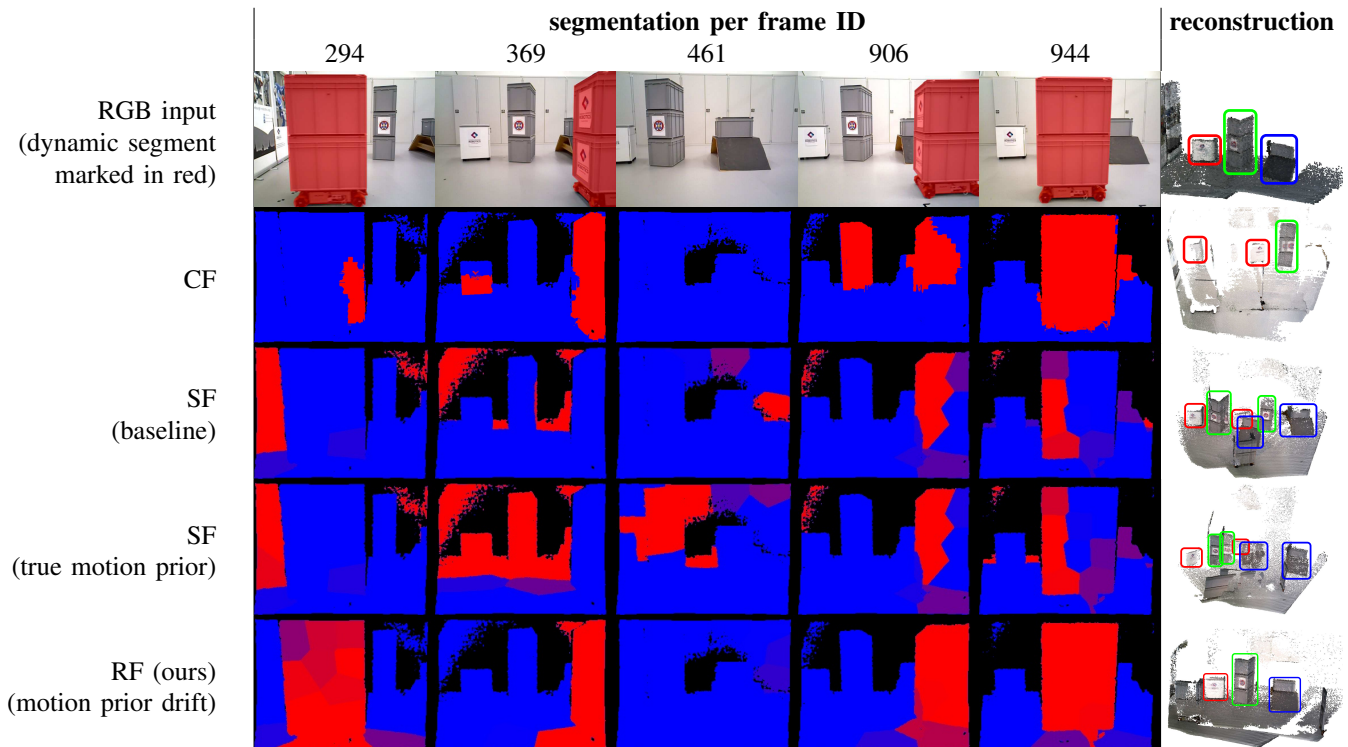 segmentation per frame ID
reconstruction
294
369
461
906
944
RGB input
(dynamic segment
marked in red)
CF
SF
(baseline)
SF
(true motion prior)
RF (ours)
(motion prior drift)